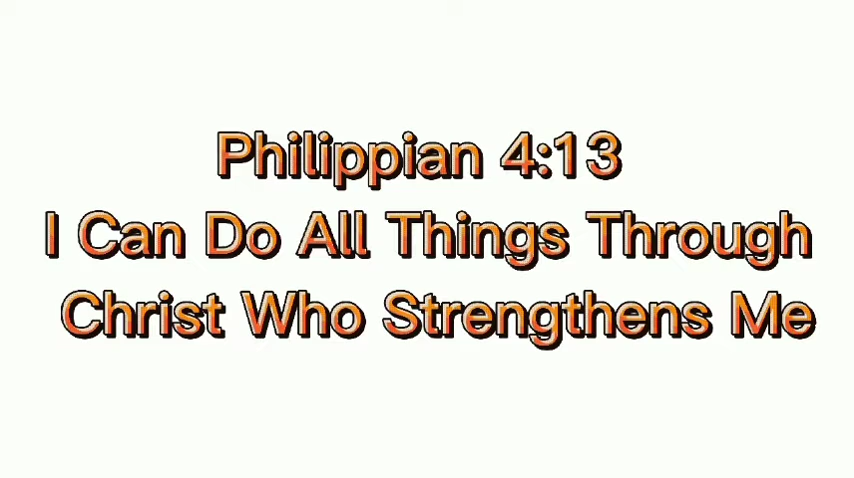 Philippian 4:13
I Can Do All Things Through
Christ Who Strengthens Me